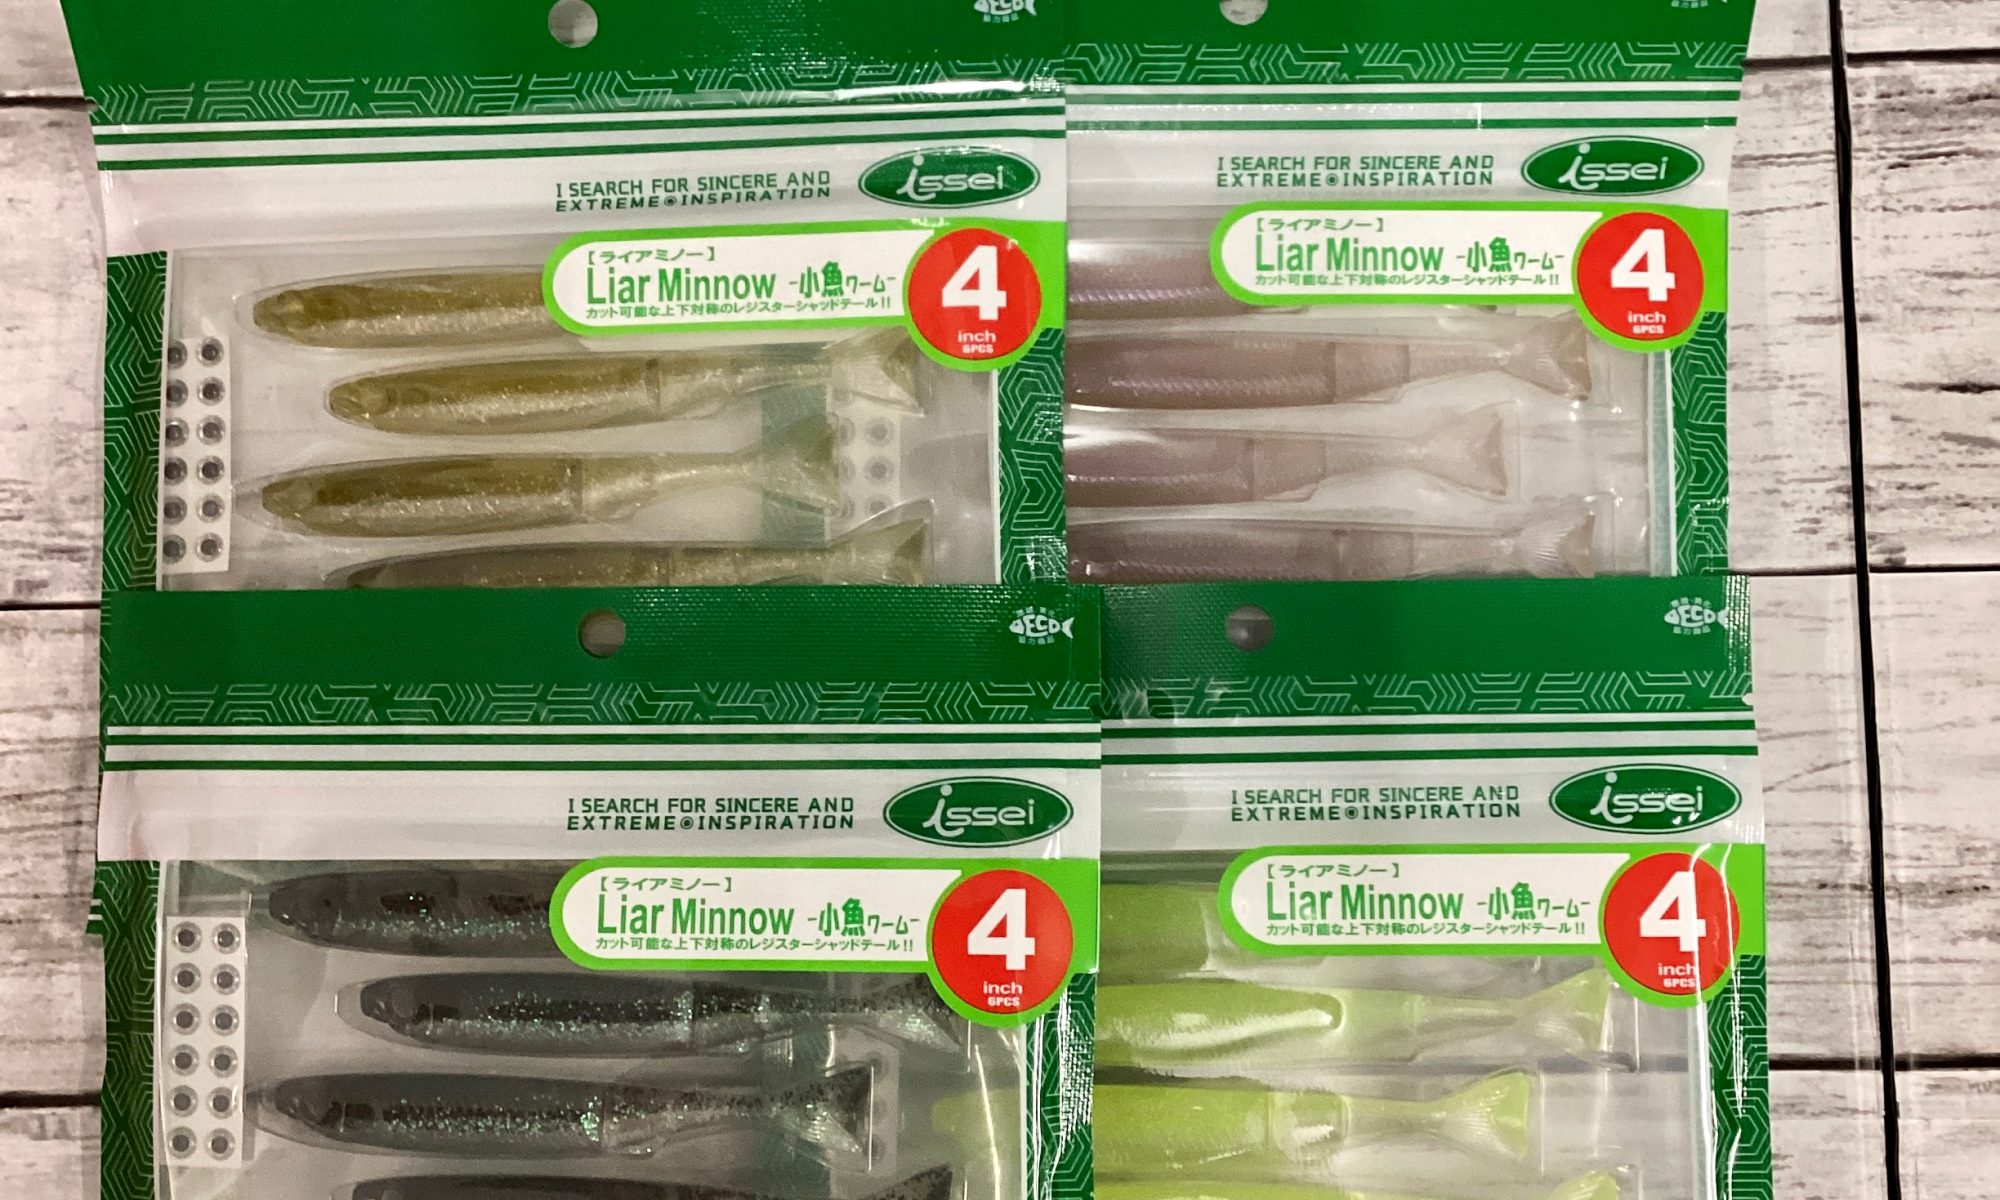 ECO
I SEARCH FOR SINCERE AND
EXTREME◉INSPIRATION
issei
【ライアミノー】
Liar Minnow -小魚ワーム-
カット可能な上下対称のレジスターシャッドテール!!
4
inch
6PCS
I SEARCH FOR SINCERE AND
EXTREME◉INSPIRATION
issei
【ライアミノー】
Liar Minnow -小魚ワーム-
カット可能な上下対称のレジスターシャッドテール!!
4
inch
6PCS
ECO
協力商品
I SEARCH FOR SINCERE AND
EXTREME◉INSPIRATION
issei
【ライアミノー】
Liar Minnow -小魚ワーム-
カット可能な上下対称のレジスターシャッドテール!!
4
inch
6PCS
ECO
協力商品
I SEARCH FOR SINCERE AND
EXTREME◉INSPIRATION
issei
【ライアミノー】
Liar Minnow -小魚ワーム-
カット可能な上下対称のレジスターシャッドテール!!
4
inch
6PCS